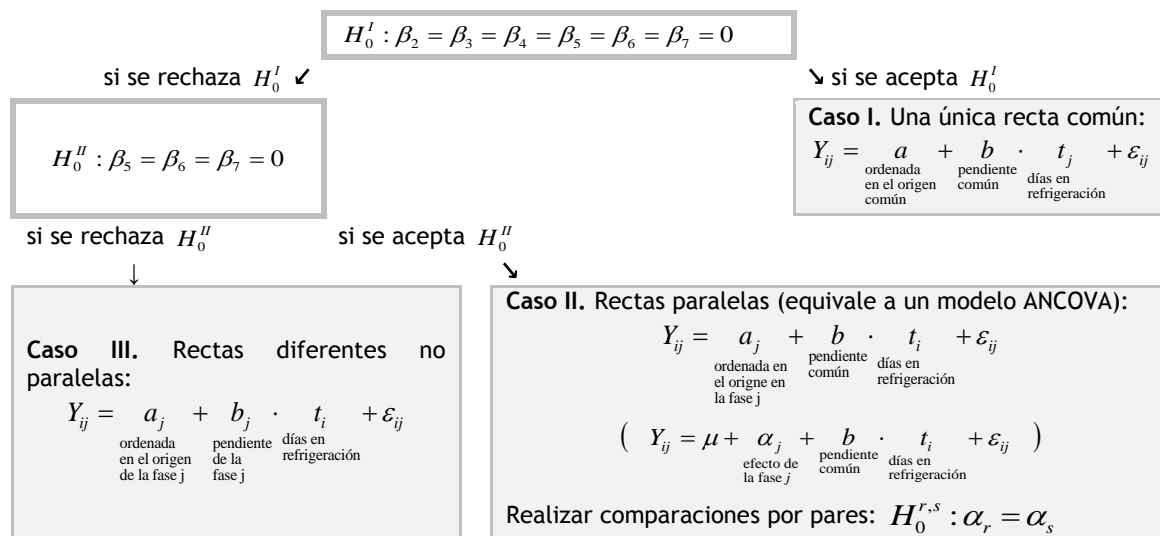 H_0^I : β_2 = β_3 = β_4 = β_5 = β_6 = β_7 = 0
si se rechaza H_0^I ↙
↘ si se acepta H_0^I
H_0^II : β_5 = β_6 = β_7 = 0
Caso I. Una única recta común:
Y_ij = a + b · t_j + ε_ij
ordenada en el origen común
pendiente común
días en refrigeración
si se rechaza H_0^II
↓
si se acepta H_0^II
↘
Caso III. Rectas diferentes no
paralelas:
Y_ij = a_j + b_j · t_i + ε_ij
ordenada en el origen de la fase j
pendiente de la fase j
días en refrigeración
Caso II. Rectas paralelas (equivale a un modelo ANCOVA):
Y_ij = a_j + b · t_i + ε_ij
ordenada en el origne en la fase j
pendiente común
días en refrigeración
( Y_ij = μ + α_j + b · t_i + ε_ij )
efecto de la fase j
pendiente común
días en refrigeración
Realizar comparaciones por pares: H_0^{r,s} : α_r = α_s